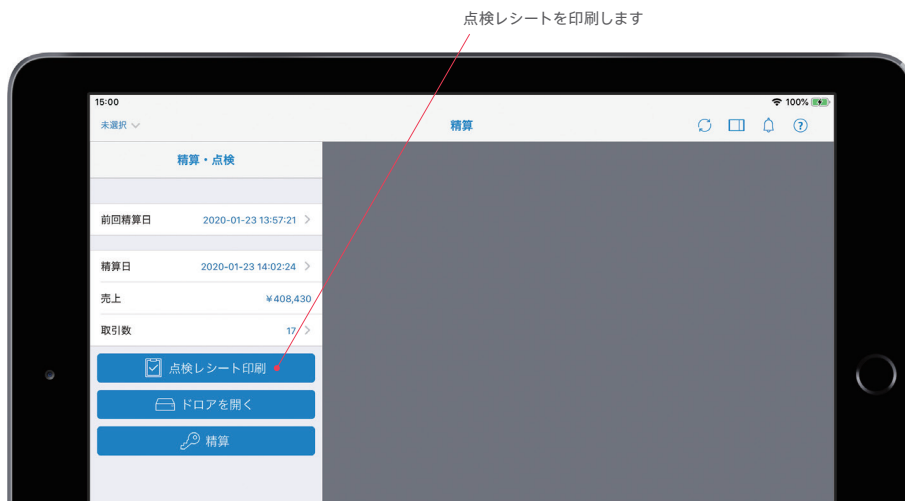 点検レシートを印刷します
15:00
100%
未選択
精算
精算・点検
前回精算日 2020-01-23 13:57:21
精算日 2020-01-23 14:02:24
売上 ¥408,430
取引数 17
点検レシート印刷
ドロアを開く
精算